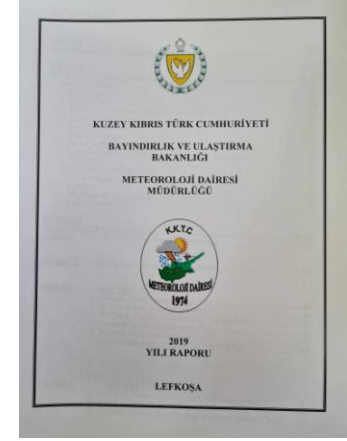 KUZEY KIBRIS TÜRK CUMHURİYETİ
BAYINDIRLIK VE ULAŞTIRMA
BAKANLIĞI
METEOROLOJİ DAİRESİ
MÜDÜRLÜĞÜ
K.K.T.C
METEOROLOJİ DAİRESİ
1974
2019
YILI RAPORU
LEFKOŞA